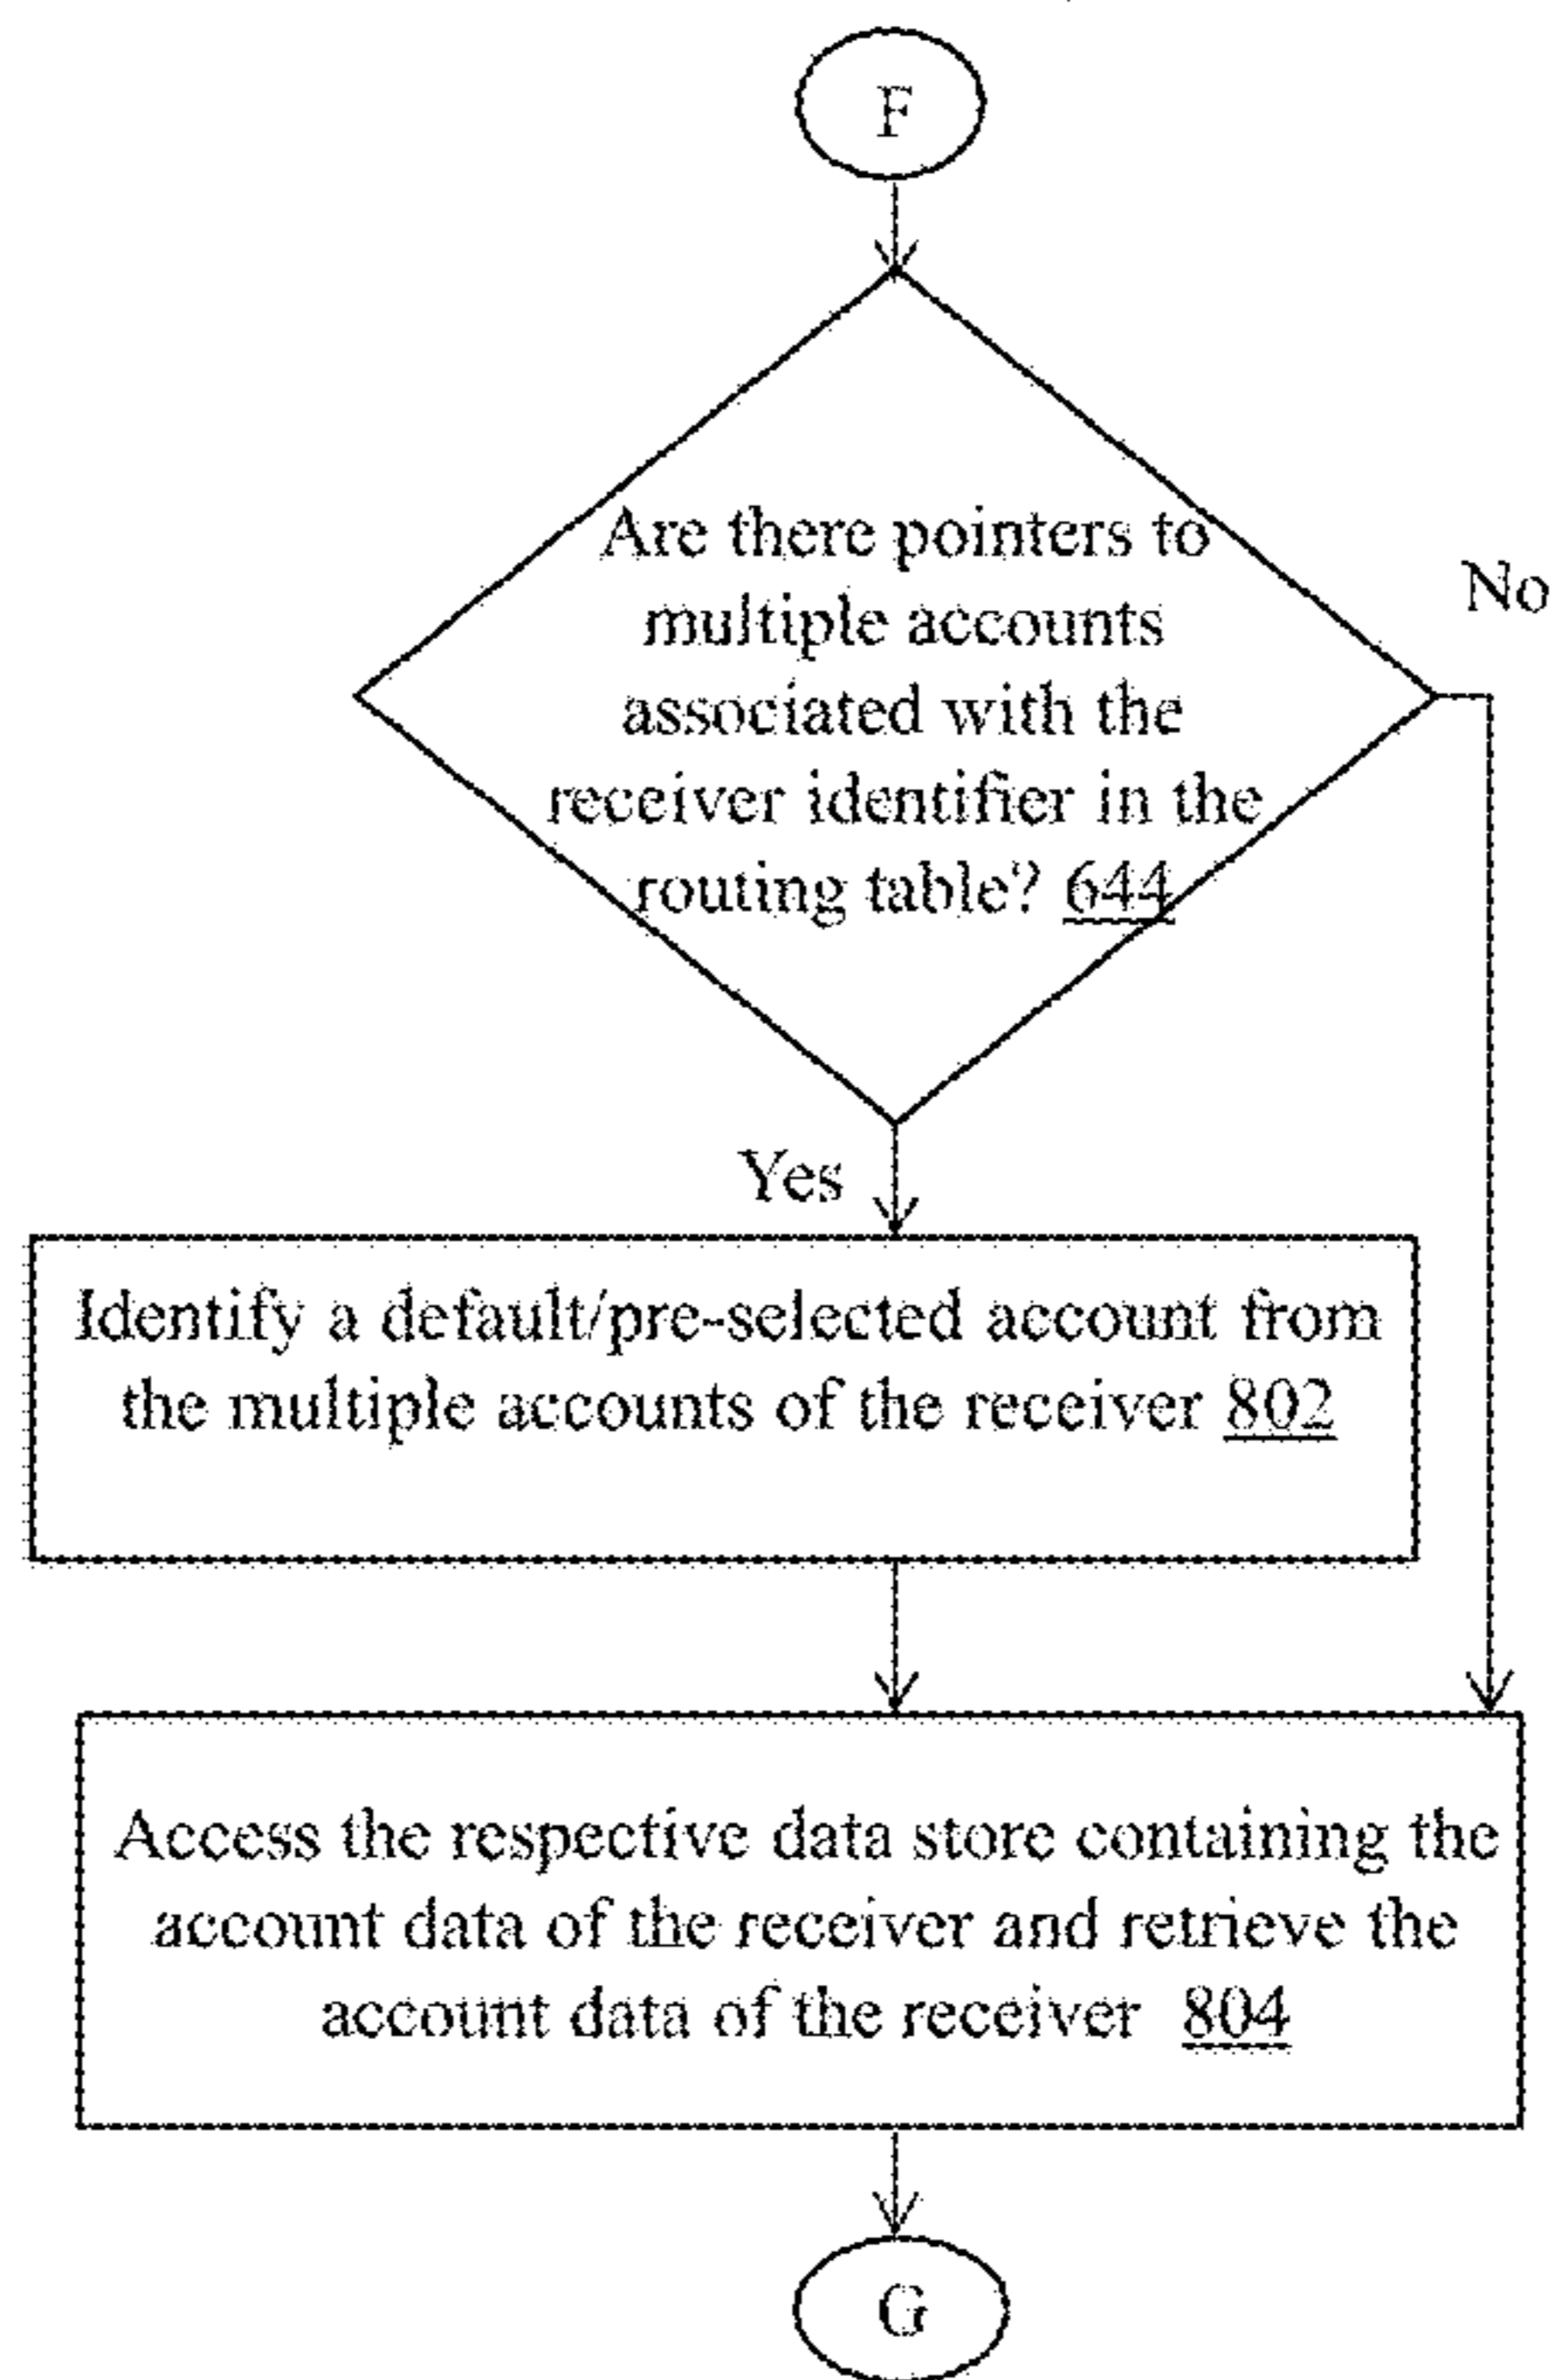 F
Are there pointers to
multiple accounts
associated with the
receiver identifier in the
routing table? 644
No
Yes
Identify a default/pre-selected account from
the multiple accounts of the receiver 802
Access the respective data store containing the
account data of the receiver and retrieve the
account data of the receiver 804
G